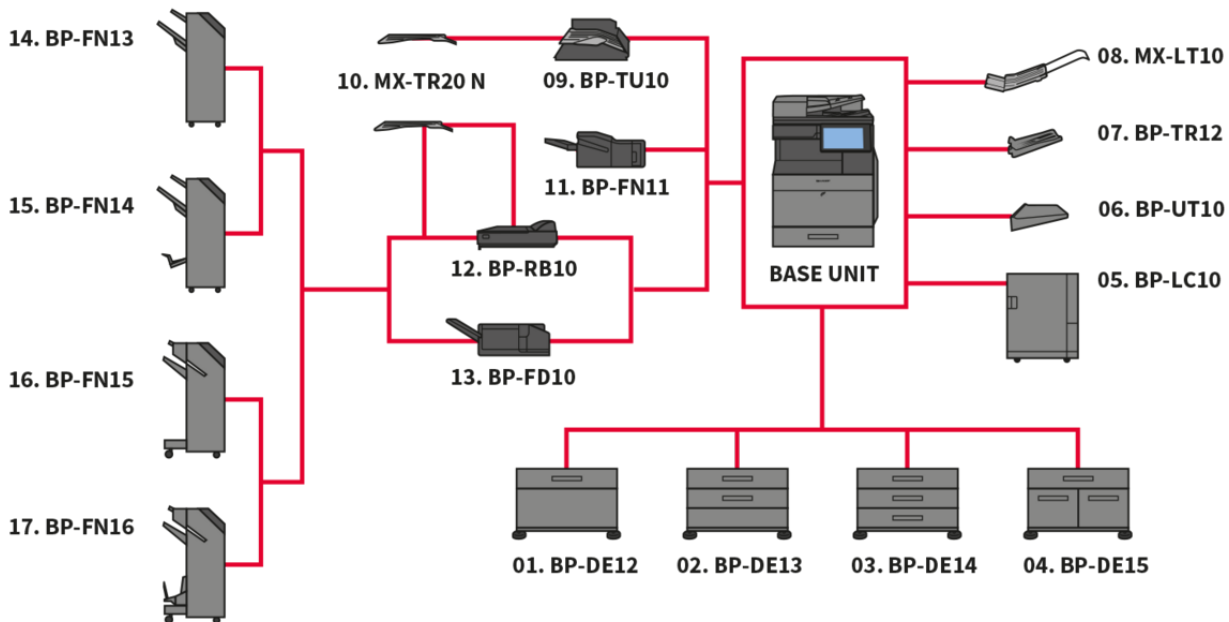 14. BP-FN13
10. MX-TR20 N
09. BP-TU10
08. MX-LT10
07. BP-TR12
15. BP-FN14
11. BP-FN11
06. BP-UT10
12. BP-RB10
BASE UNIT
05. BP-LC10
16. BP-FN15
13. BP-FD10
17. BP-FN16
01. BP-DE12
02. BP-DE13
03. BP-DE14
04. BP-DE15